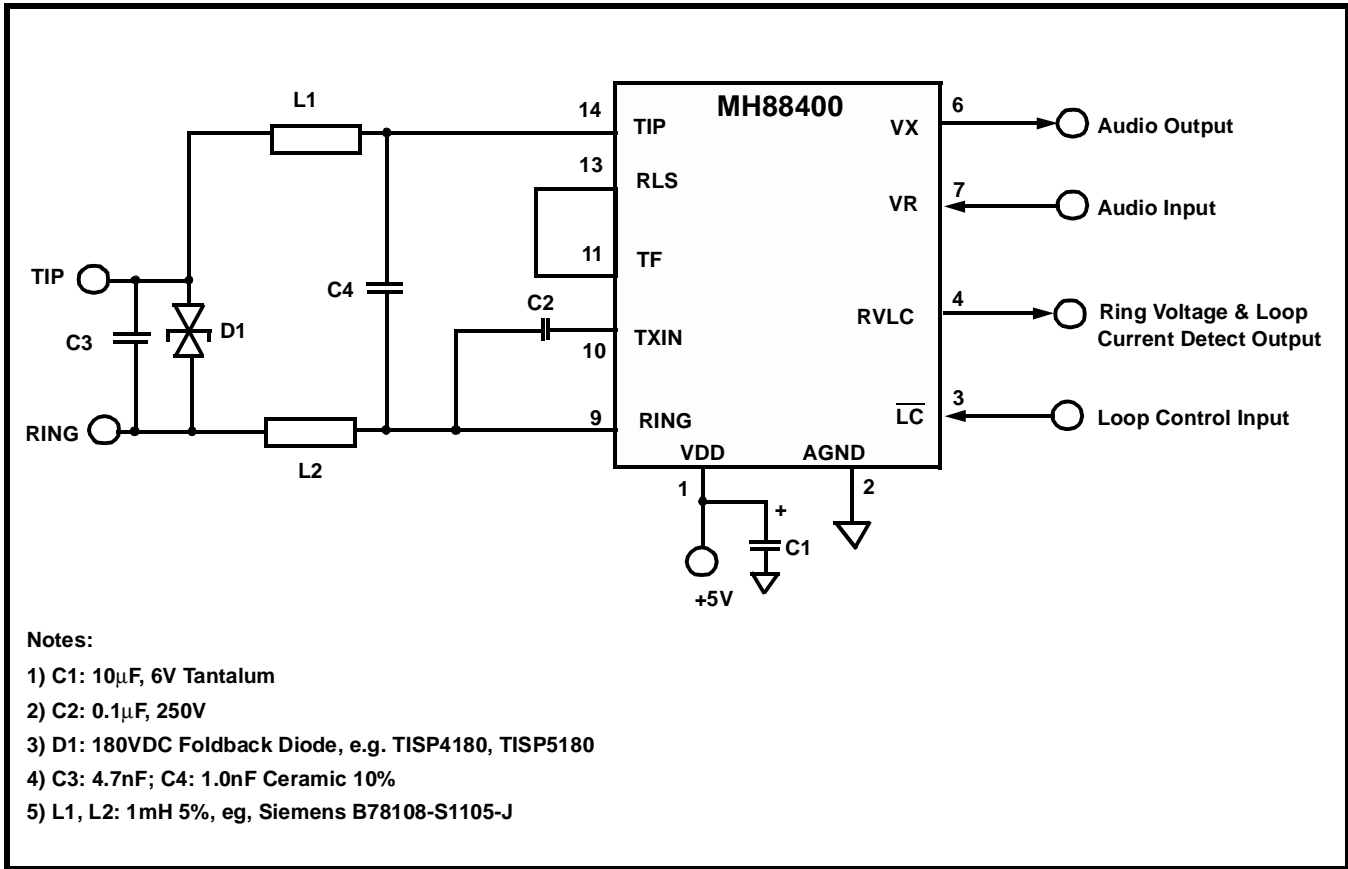 L1
14
MH88400
6
TIP
VX
Audio Output
13
RLS
7
VR
Audio Input
11
TF
TIP
C4
C2
4
D1
RVLC
Ring Voltage & Loop
C3
TXIN
Current Detect Output
10
3
9
RING
LC
Loop Control Input
RING
VDD
AGND
L2
1
2
+
C1
+5V
Notes:
1) C1: 10μF, 6V Tantalum
2) C2: 0.1μF, 250V
3) D1: 180VDC Foldback Diode, e.g. TISP4180, TISP5180
4) C3: 4.7nF; C4: 1.0nF Ceramic 10%
5) L1, L2: 1mH 5%, eg, Siemens B78108-S1105-J